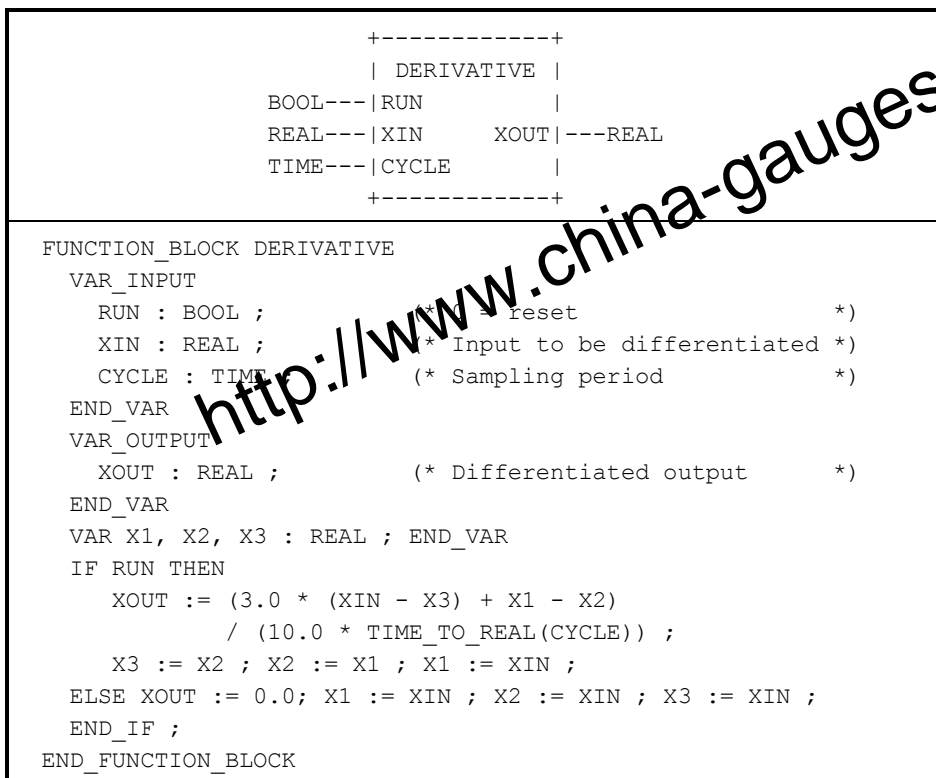 +------------+
| DERIVATIVE |
BOOL---|RUN |
REAL---|XIN XOUT|---REAL
TIME---|CYCLE |
+------------+
FUNCTION_BLOCK DERIVATIVE
VAR_INPUT
RUN : BOOL ; (* 0 = reset *)
XIN : REAL ; (* Input to be differentiated *)
CYCLE : TIME ; (* Sampling period *)
END_VAR
VAR_OUTPUT
XOUT : REAL ; (* Differentiated output *)
END_VAR
VAR X1, X2, X3 : REAL ; END_VAR
IF RUN THEN
XOUT := (3.0 * (XIN - X3) + X1 - X2)
/ (10.0 * TIME_TO_REAL(CYCLE)) ;
X3 := X2 ; X2 := X1 ; X1 := XIN ;
ELSE XOUT := 0.0; X1 := XIN ; X2 := XIN ; X3 := XIN ;
END_IF ;
END_FUNCTION_BLOCK
http://www.china-gauges